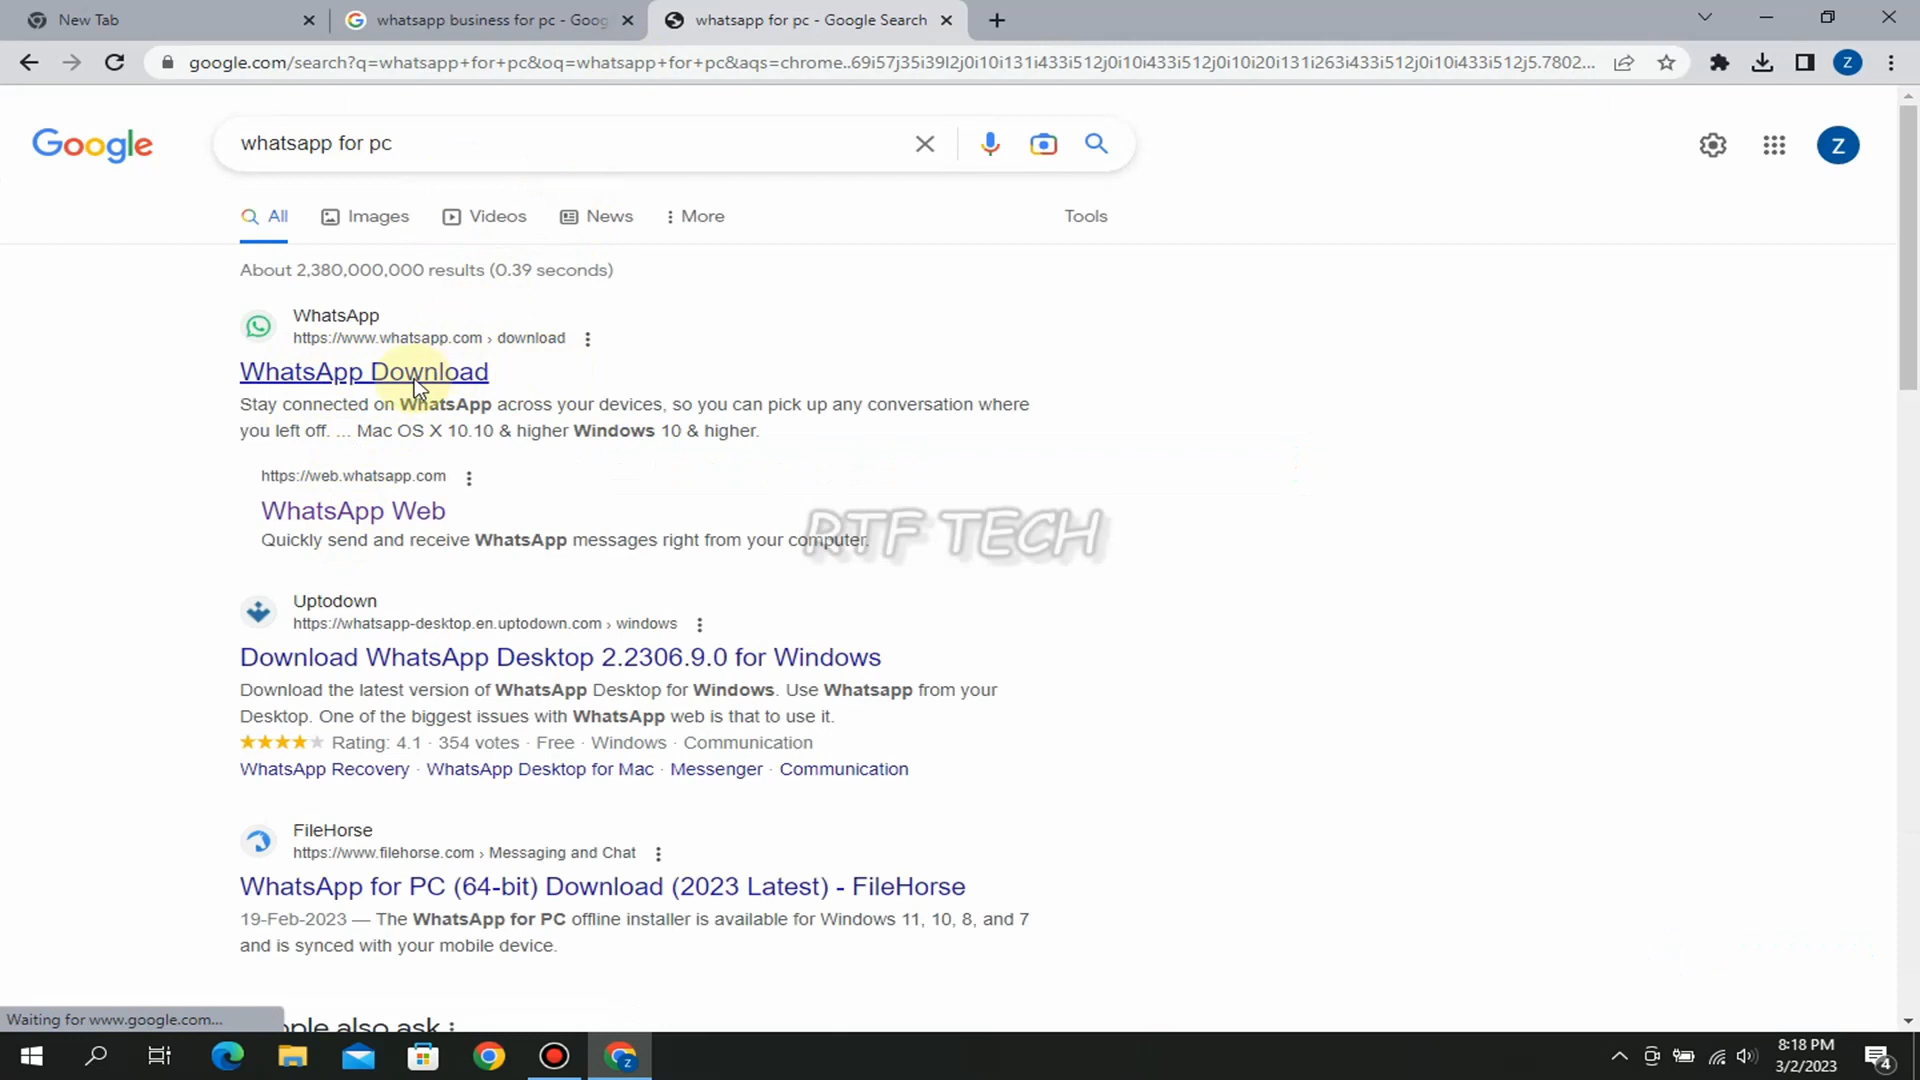 New Tab
whatsapp business for pc - Goog
whatsapp for pc - Google Search
google.com/search?q=whatsapp+for+pc&oq=whatsapp+for+pc&aqs=chrome..69i57j35i39l2j0i10i131i433i512j0i10i433i512j0i10i20i131i263i433i512j0i10i433i512j5.7802...
Z
Google
whatsapp for pc
Z
All
Images
Videos
News
More
Tools
About 2,380,000,000 results (0.39 seconds)
WhatsApp
https://www.whatsapp.com › download
WhatsApp Download
Stay connected on WhatsApp across your devices, so you can pick up any conversation where
you left off. ... Mac OS X 10.10 & higher Windows 10 & higher.
https://web.whatsapp.com
WhatsApp Web
Quickly send and receive WhatsApp messages right from your computer.
RTF TECH
Uptodown
https://whatsapp-desktop.en.uptodown.com › windows
Download WhatsApp Desktop 2.2306.9.0 for Windows
Download the latest version of WhatsApp Desktop for Windows. Use Whatsapp from your
Desktop. One of the biggest issues with WhatsApp web is that to use it.
Rating: 4.1 · 354 votes · Free · Windows · Communication
WhatsApp Recovery · WhatsApp Desktop for Mac · Messenger · Communication
FileHorse
https://www.filehorse.com › Messaging and Chat
WhatsApp for PC (64-bit) Download (2023 Latest) - FileHorse
19-Feb-2023 — The WhatsApp for PC offline installer is available for Windows 11, 10, 8, and 7
and is synced with your mobile device.
ople also ask
Waiting for www.google.com...
Z
8:18 PM
3/2/2023
4